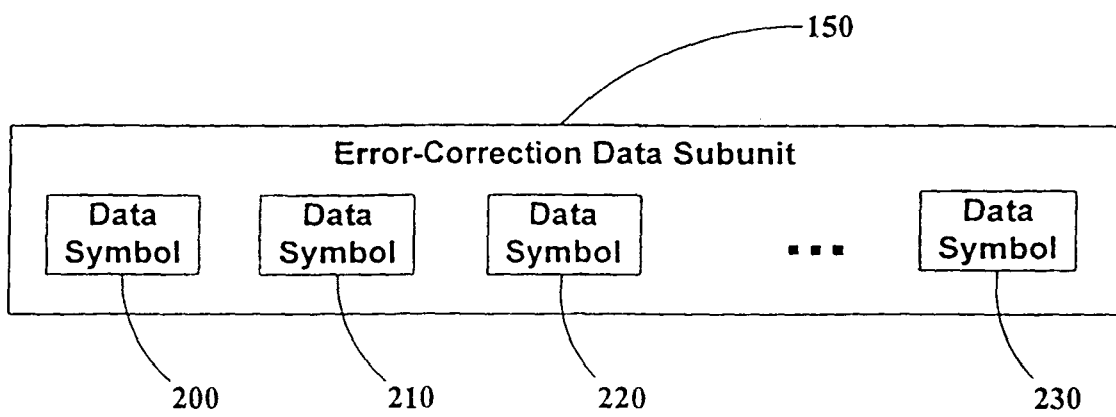 150
Error-Correction Data Subunit
Data Symbol
Data Symbol
Data Symbol
...
Data Symbol
200
210
220
230